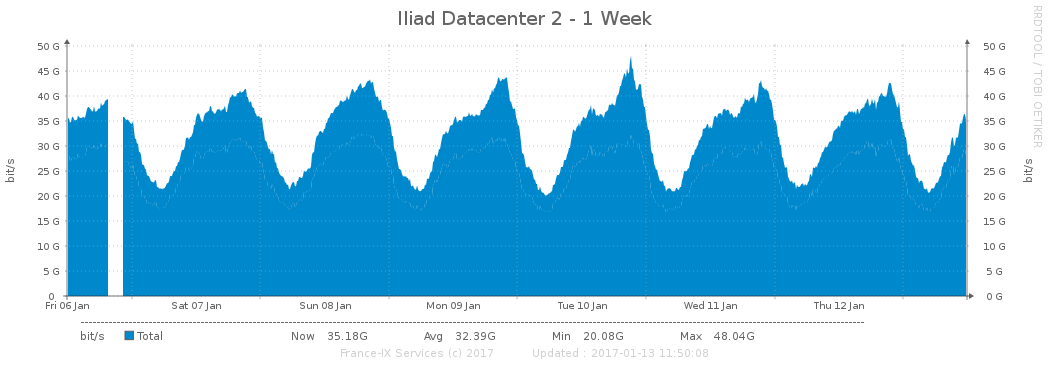 Iliad Datacenter 2 - 1 Week
RRDTOOL / TOBI OETIKER
bit/s
50 G 50 G
45 G 45 G
40 G 40 G
35 G 35 G
30 G 30 G
25 G 25 G
20 G 20 G
15 G 15 G
10 G 10 G
5 G 5 G
0 0 G
bit/s
Fri 06 Jan Sat 07 Jan Sun 08 Jan Mon 09 Jan Tue 10 Jan Wed 11 Jan Thu 12 Jan
bit/s Total Now 35.18G Avg 32.39G Min 20.08G Max 48.04G
France-IX Services (c) 2017 Updated : 2017-01-13 11:50:08